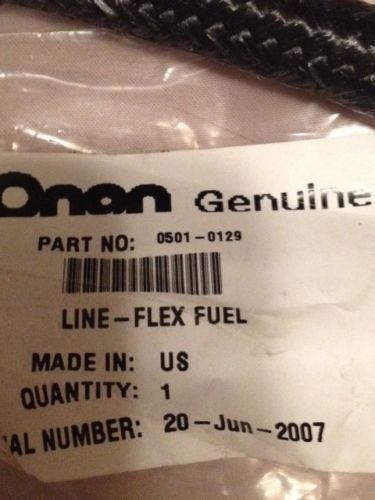 Onan Genuine
PART NO: 0501-0129
LINE-FLEX FUEL
MADE IN: US
QUANTITY: 1
AL NUMBER: 20-Jun-2007